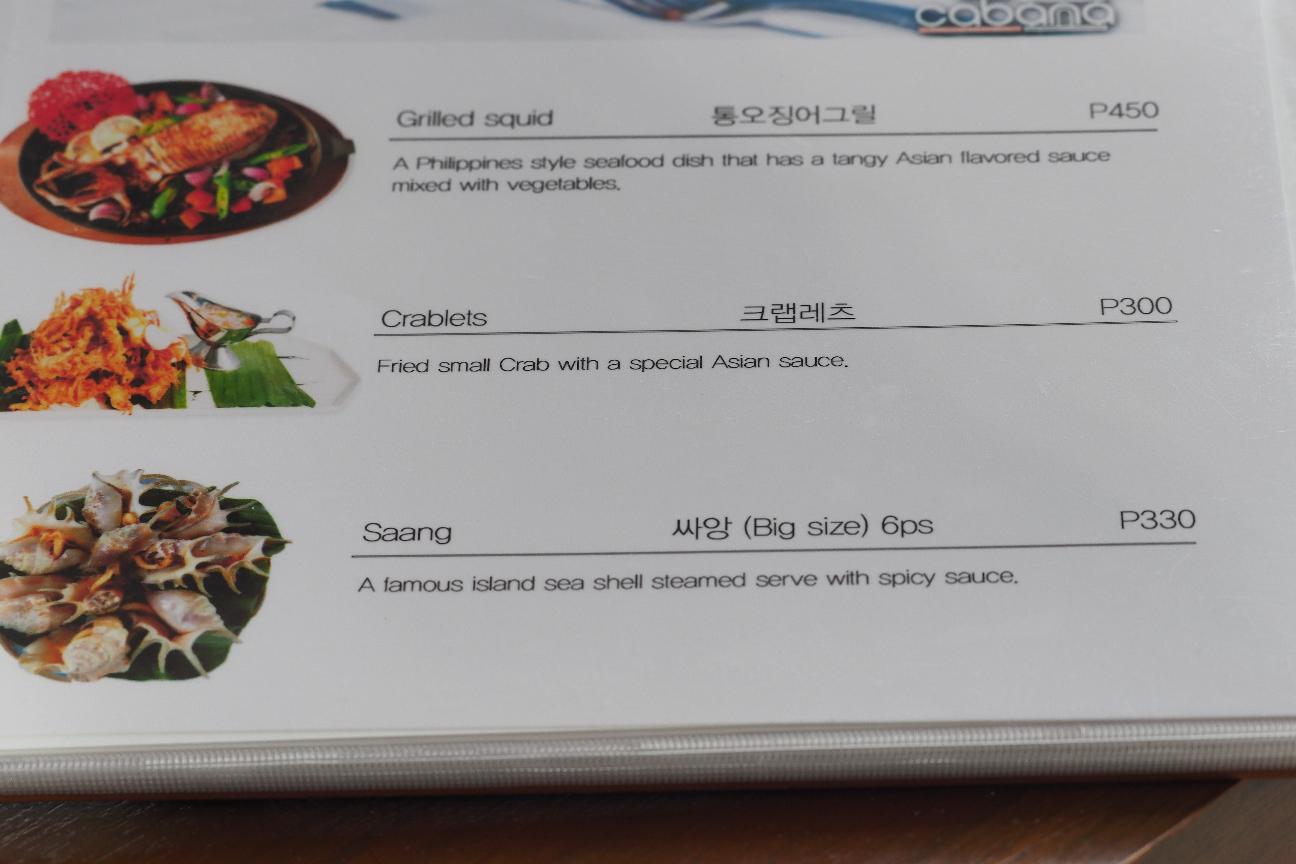 cabana
Grilled squid 통오징어그릴 P450
A Philippines style seafood dish that has a tangy Asian flavored sauce
mixed with vegetables.
Crablets 크랩레츠 P300
Fried small Crab with a special Asian sauce.
Saang 싸앙 (Big size) 6ps P330
A famous island sea shell steamed serve with spicy sauce.